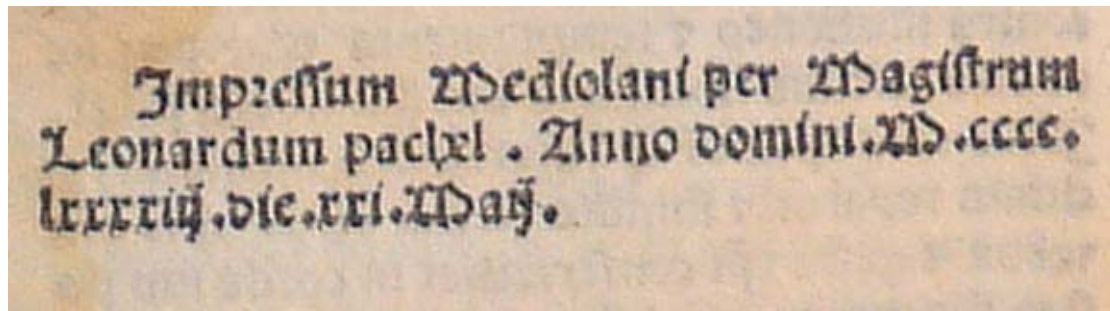 Impressum Mediolani per Magistrum
Leonardum pachel . Anno domini.M.cccc.
lxxxxiij.die.xxi.Maij.